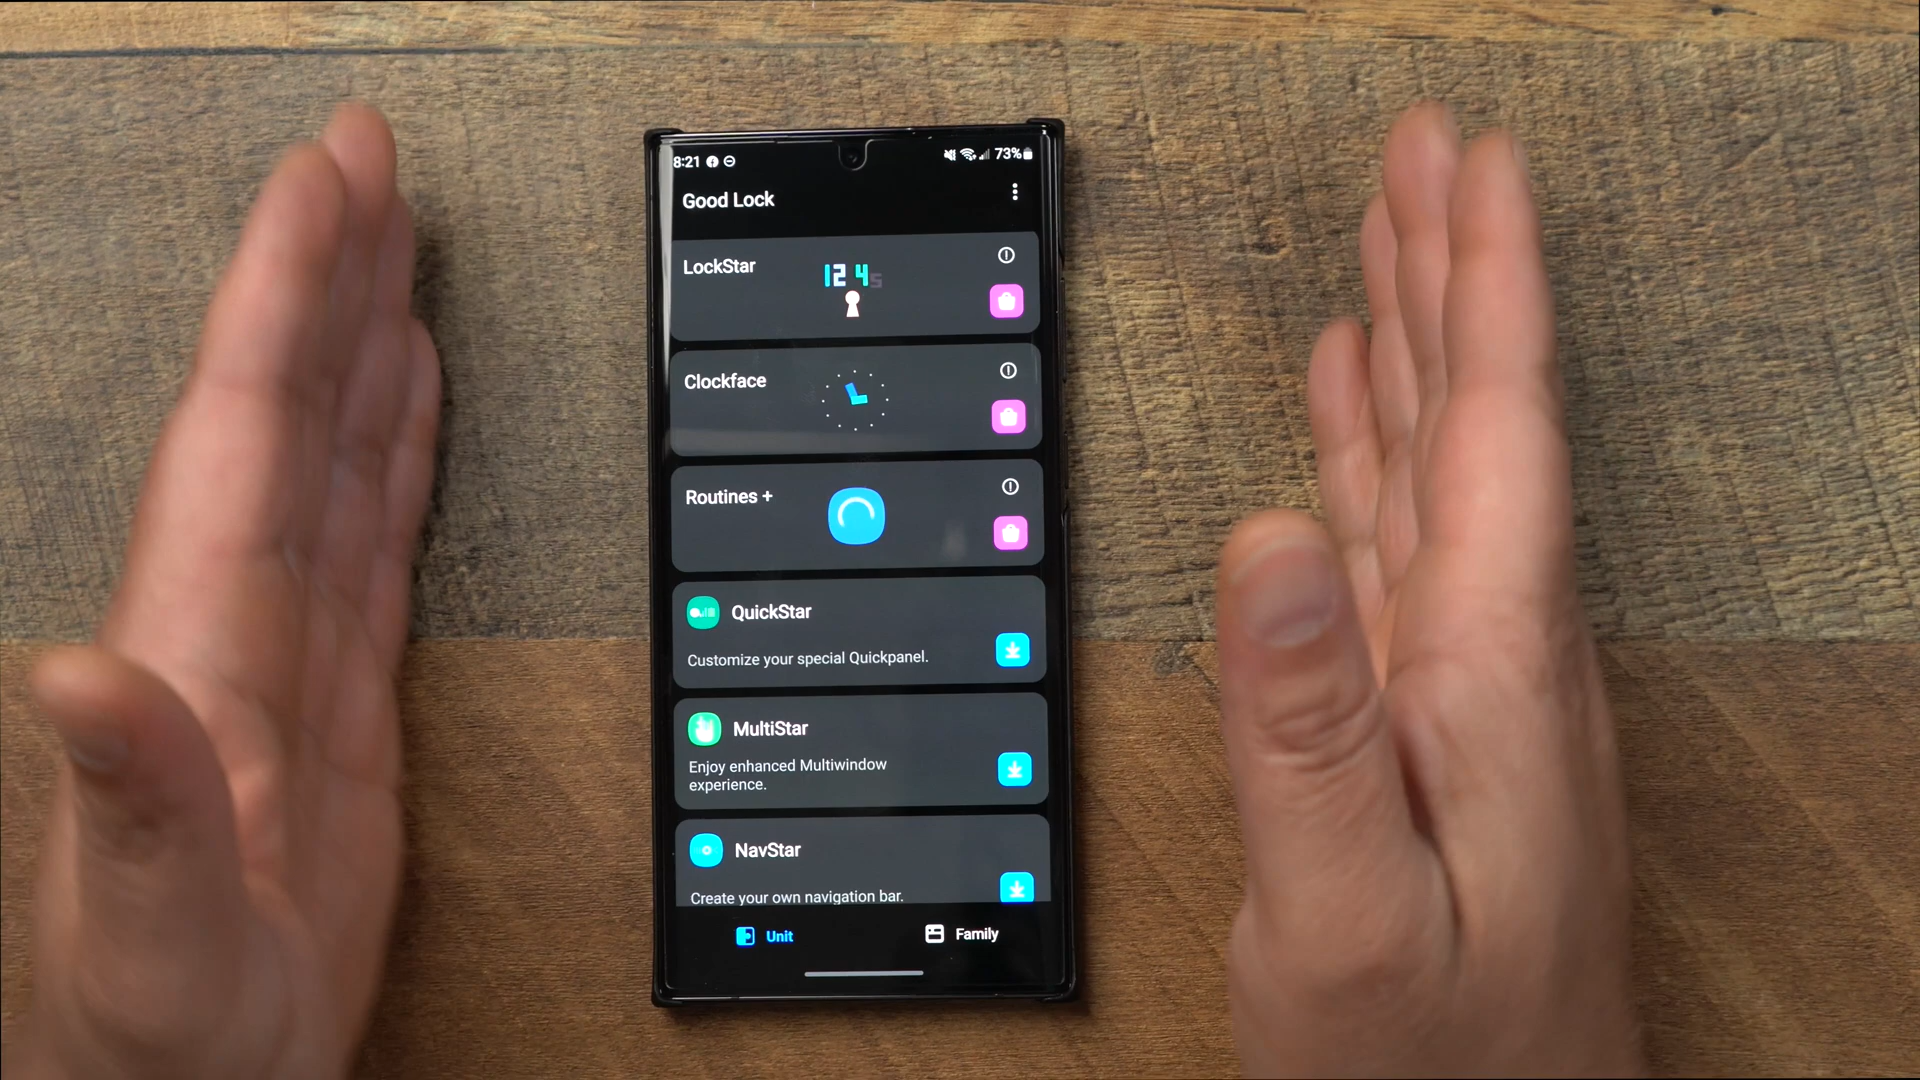 8:21
73%
Good Lock
LockStar
12 45
Clockface
Routines +
QuickStar
Customize your special Quickpanel.
MultiStar
Enjoy enhanced Multiwindow
experience.
NavStar
Create your own navigation bar.
Unit
Family